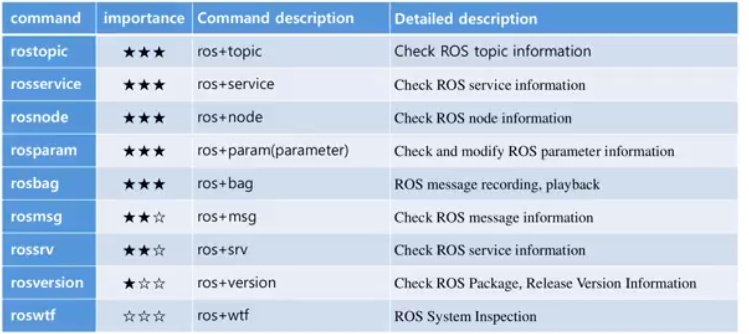 command importance Command description Detailed description
rostopic ★★★ ros+topic Check ROS topic information
rosservice ★★★ ros+service Check ROS service information
rosnode ★★★ ros+node Check ROS node information
rosparam ★★★ ros+param(parameter) Check and modify ROS parameter information
rosbag ★★★ ros+bag ROS message recording, playback
rosmsg ★★☆ ros+msg Check ROS message information
rossrv ★★☆ ros+srv Check ROS service information
rosversion ★☆☆ ros+version Check ROS Package, Release Version Information
roswtf ☆☆☆ ros+wtf ROS System Inspection